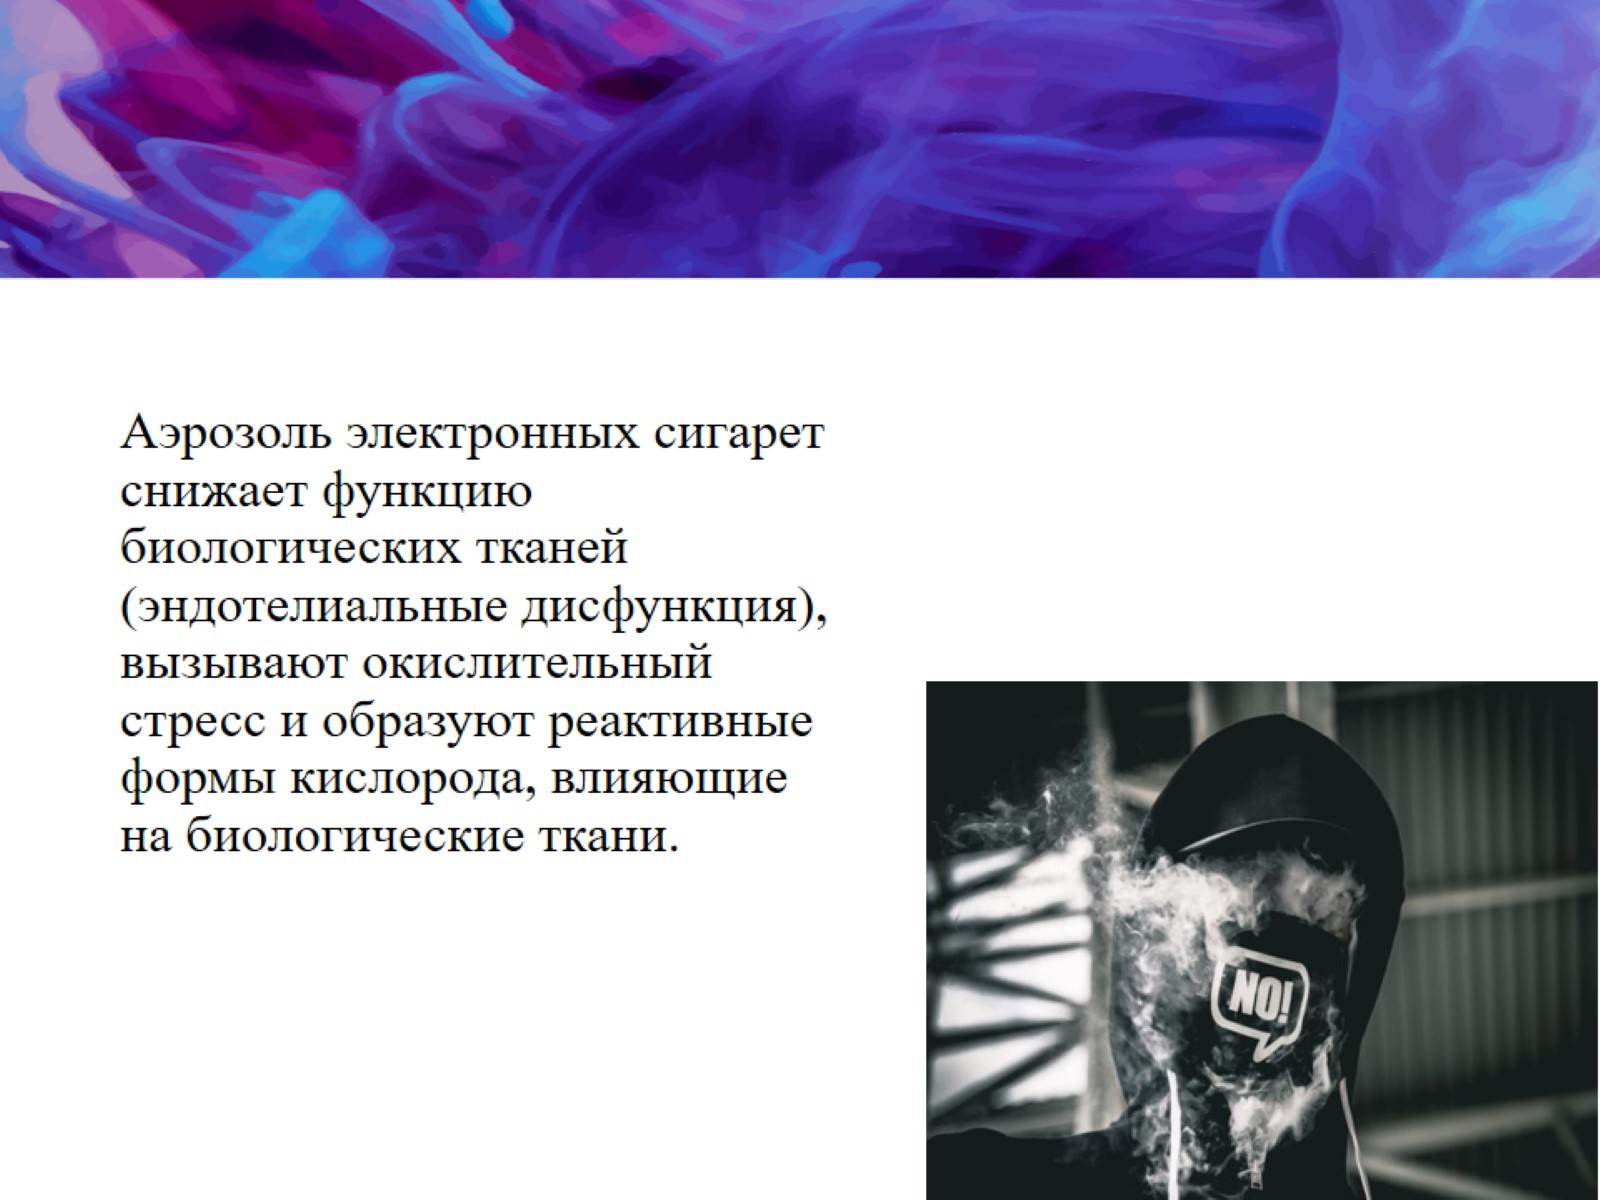 Аэрозоль электронных сигарет
снижает функцию
биологических тканей
(эндотелиальные дисфункция),
вызывают окислительный
стресс и образуют реактивные
формы кислорода, влияющие
на биологические ткани.
NO!